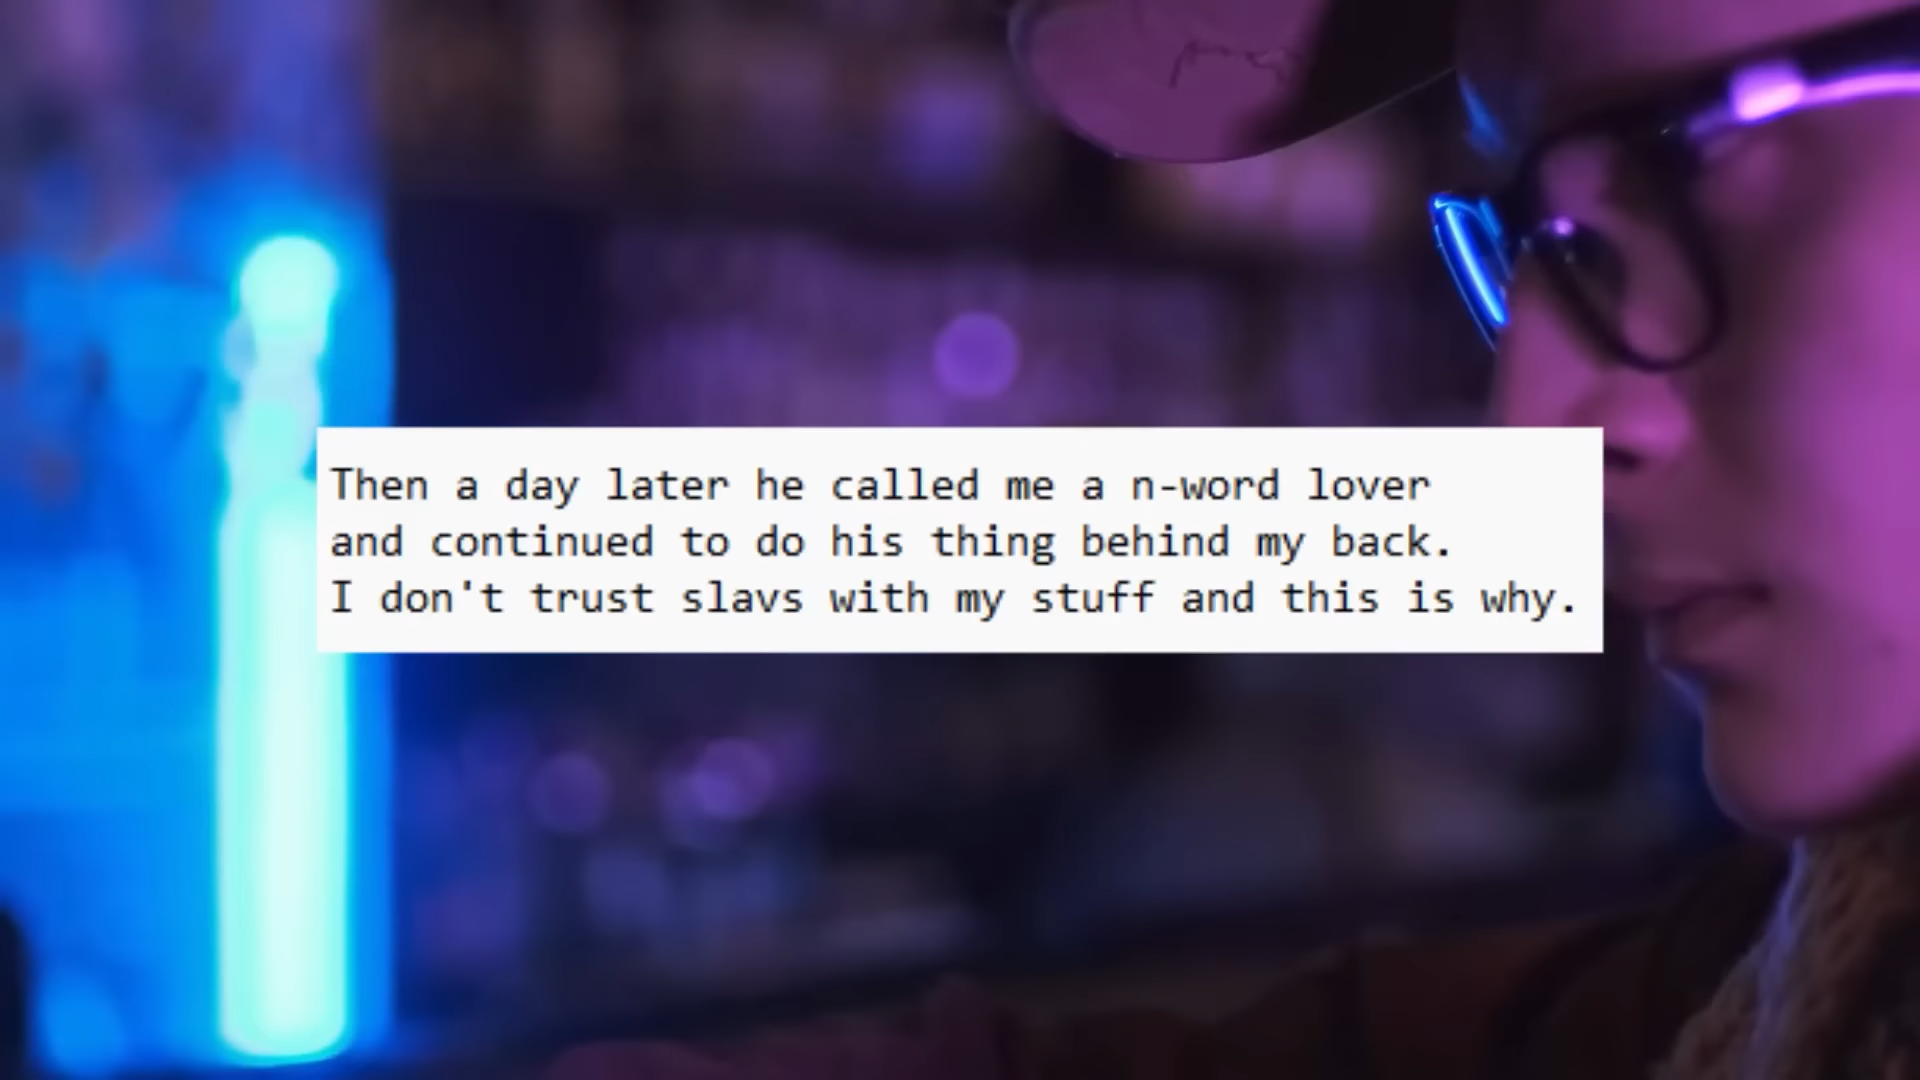 Then a day later he called me a n-word lover
and continued to do his thing behind my back.
I don't trust slavs with my stuff and this is why.